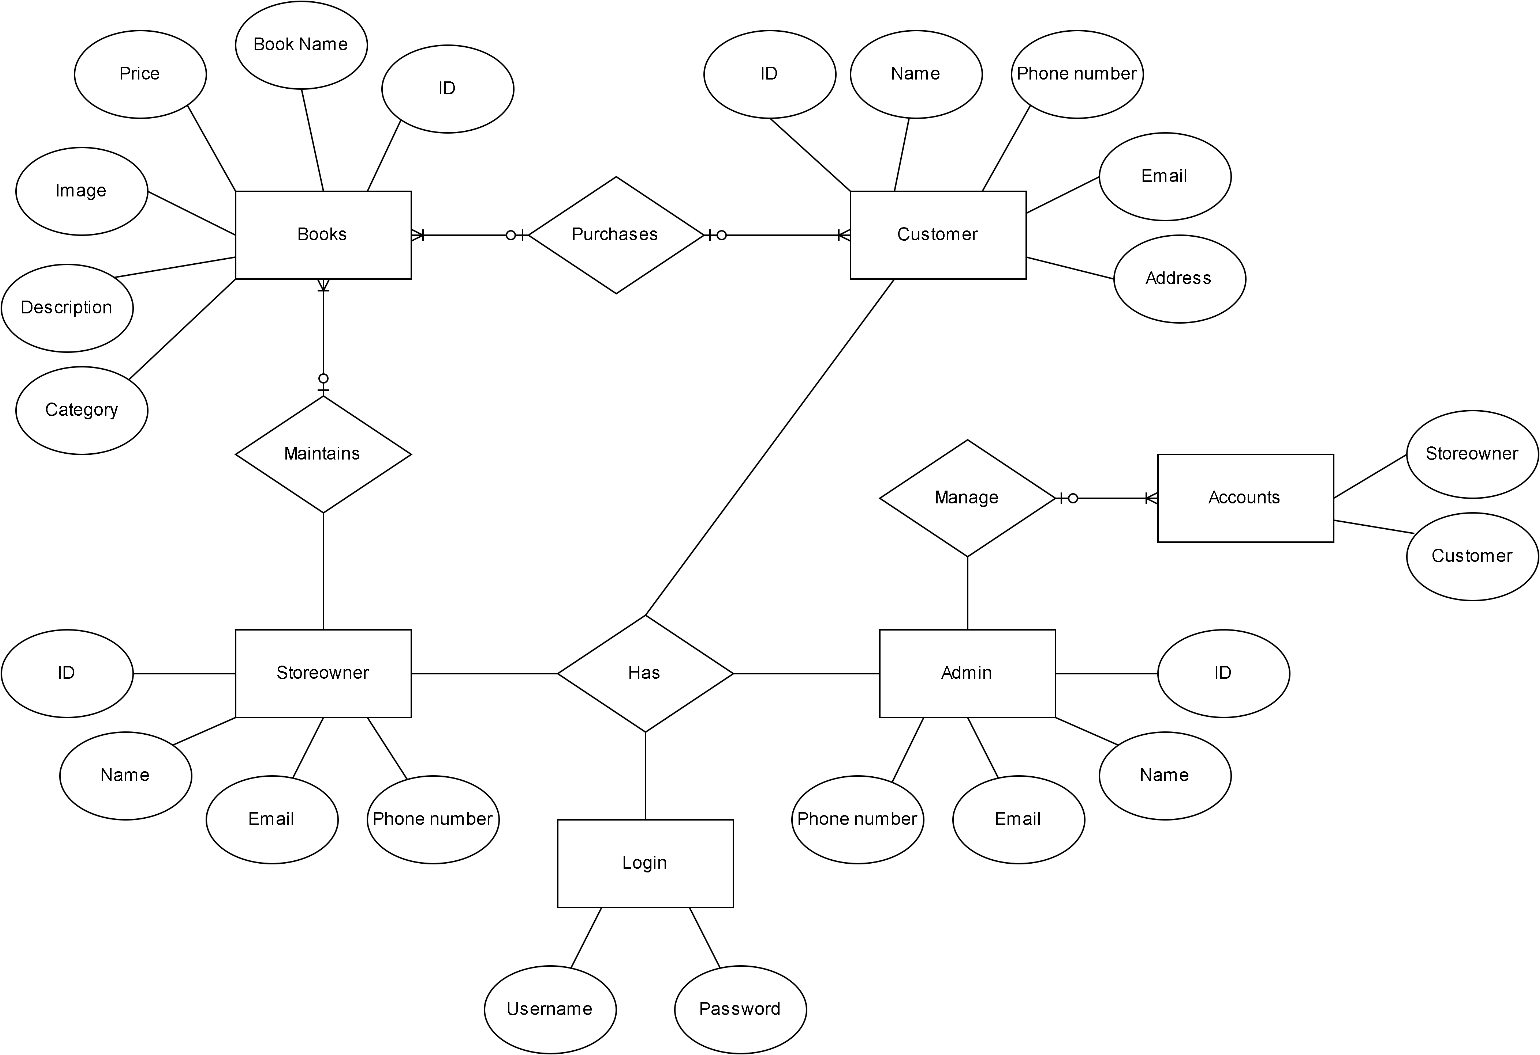 Book Name
Price
ID
ID
Name
Phone number
Image
Email
Books
Purchases
Customer
Description
Address
Category
Maintains
Manage
Accounts
Storeowner
Customer
ID
Storeowner
Has
Admin
ID
Name
Email
Phone number
Phone number
Email
Name
Login
Username
Password